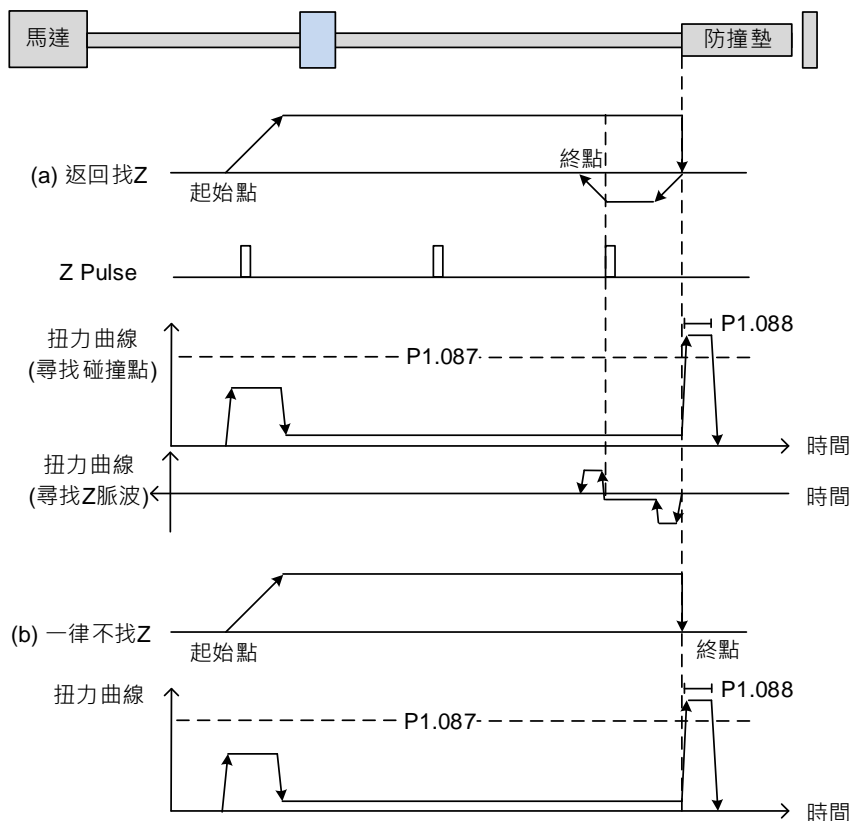 馬達
防撞墊
(a) 返回找Z
起始點
終點
Z Pulse
扭力曲線
(尋找碰撞點)
P1.087
P1.088
時間
扭力曲線
(尋找Z脈波)
時間
(b) 一律不找Z
起始點
終點
扭力曲線
P1.087
P1.088
時間